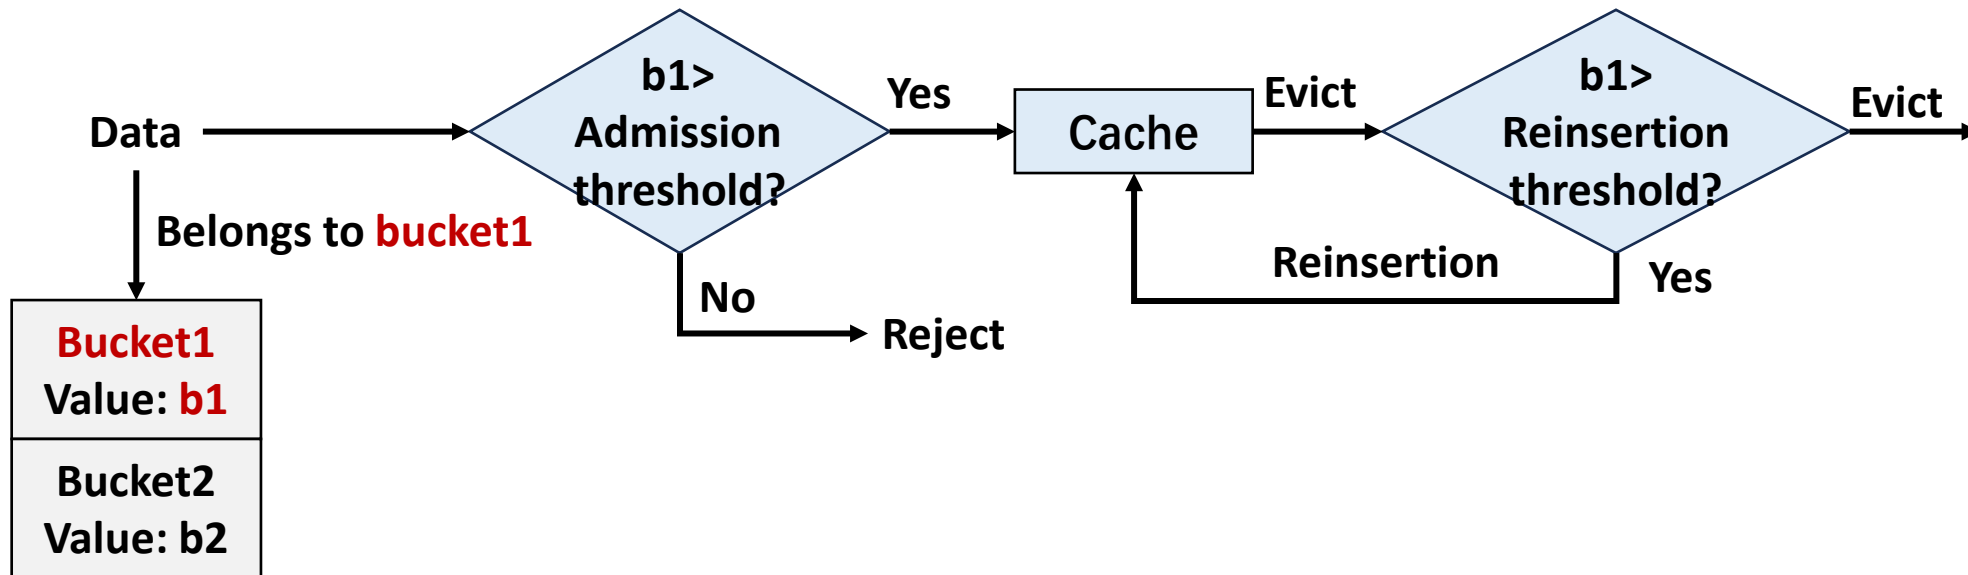 Data
Belongs to bucket1
Bucket1
Value: b1
Bucket2
Value: b2
b1>
Admission
threshold?
Yes
No
Reject
Cache
Evict
b1>
Reinsertion
threshold?
Evict
Reinsertion
Yes